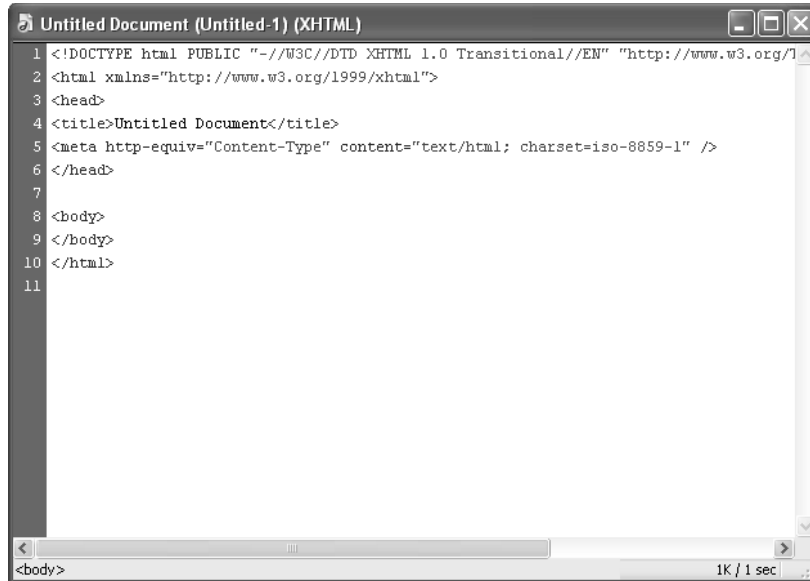 Untitled Document (Untitled-1) (XHTML)
1 <!DOCTYPE html PUBLIC "-//W3C//DTD XHTML 1.0 Transitional//EN" "http://www.w3.org/T
2 <html xmlns="http://www.w3.org/1999/xhtml">
3 <head>
4 <title>Untitled Document</title>
5 <meta http-equiv="Content-Type" content="text/html; charset=iso-8859-1" />
6 </head>
7
8 <body>
9 </body>
10 </html>
11
<body> 1K / 1 sec